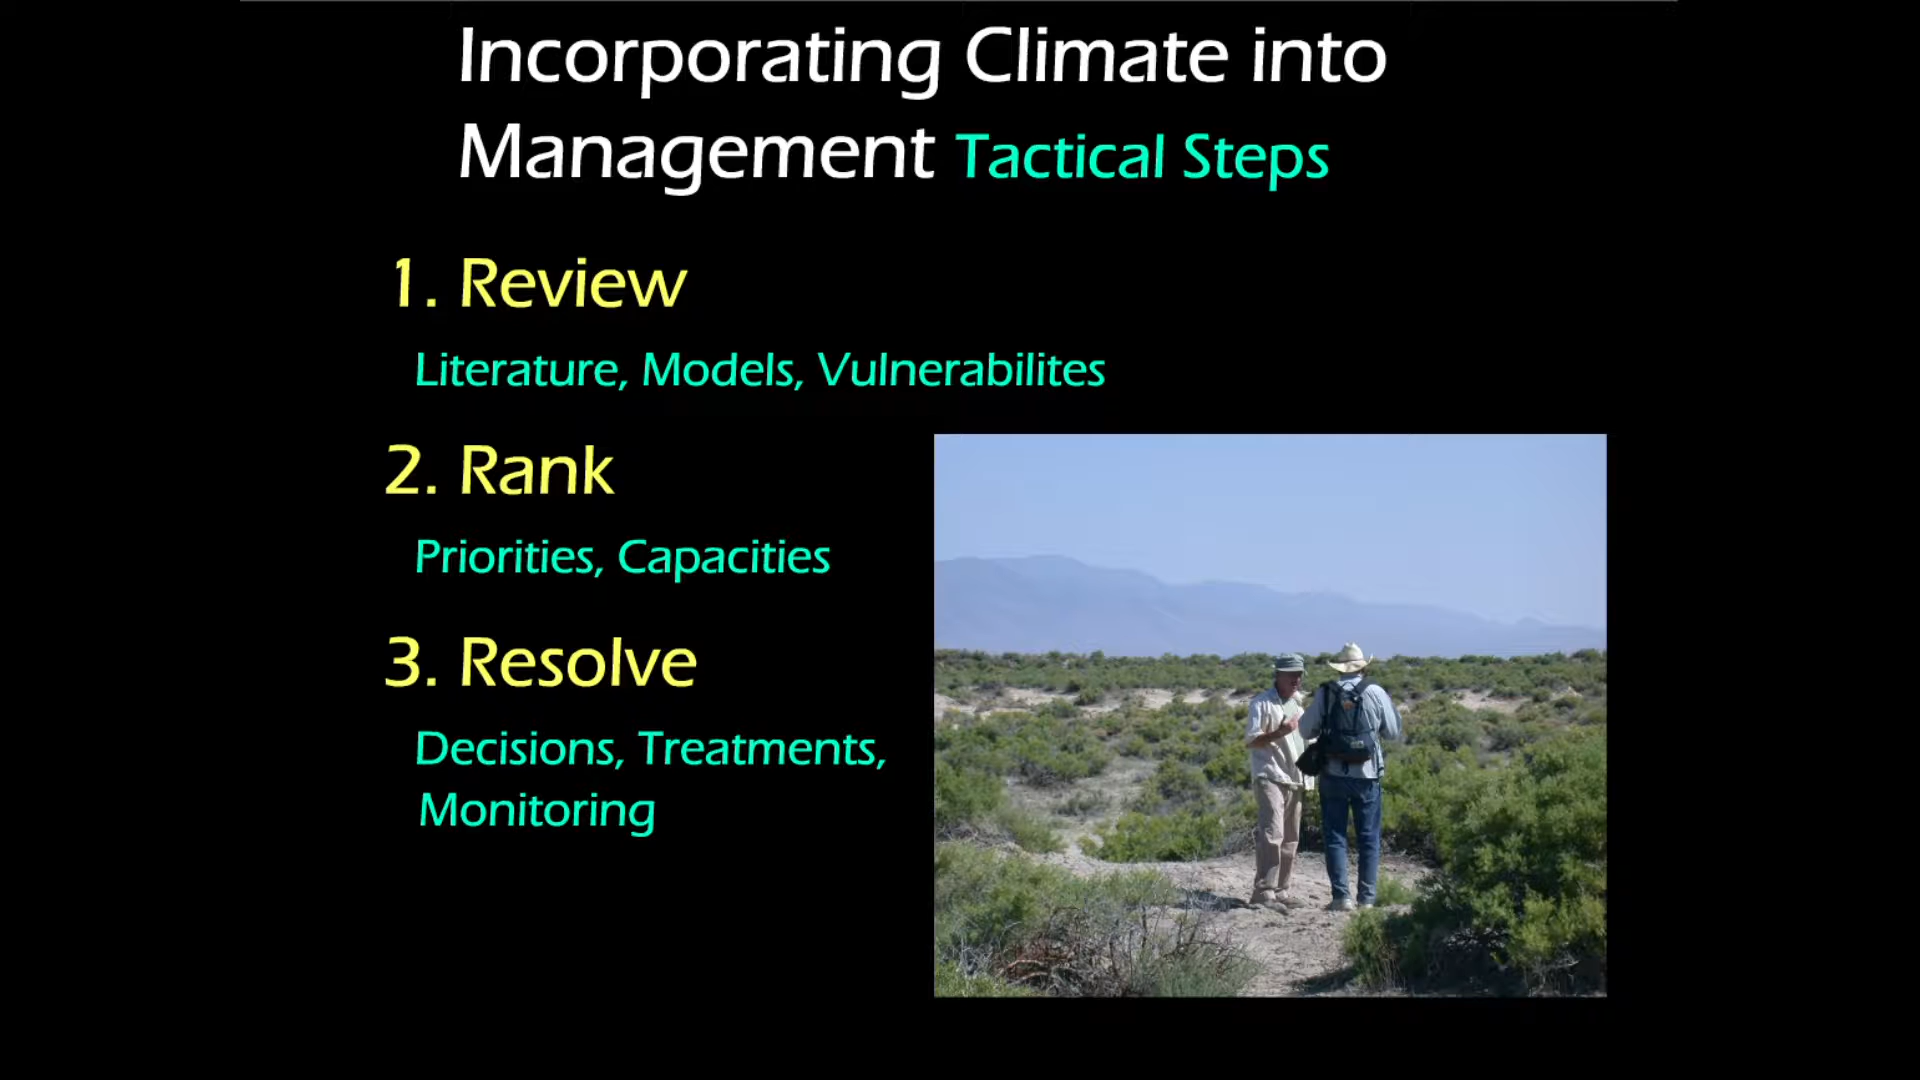 Incorporating Climate into
Management Tactical Steps
1. Review
Literature, Models, Vulnerabilites
2. Rank
Priorities, Capacities
3. Resolve
Decisions, Treatments,
Monitoring